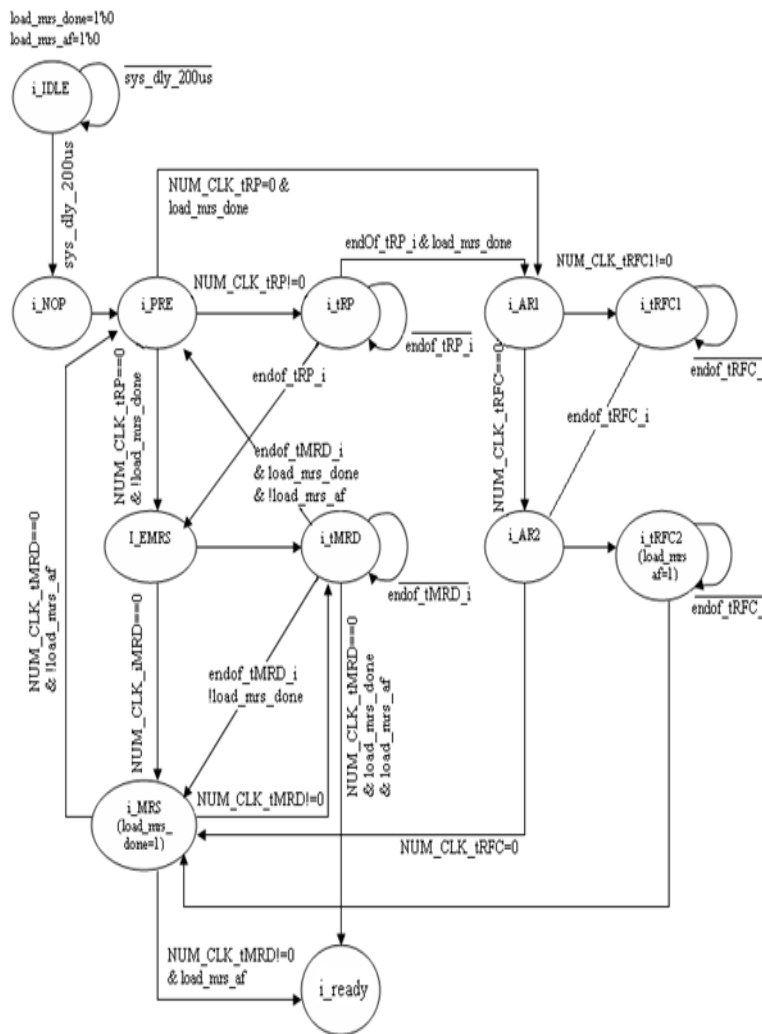 load_mrs_done=1'b0
load_mrs_af=1'b0
i_IDLE
sys_dly_200us
sys_dly_200us
NUM_CLK_tRP=0 &
load_mrs_done
endOf_tRP_i & load_mrs_done
NUM_CLK_tRFC1!=0
i_NOP
i_PRE
NUM_CLK_tRP!=0
i_tRP
i_AR1
i_tRFC1
endof_tRP_i
endof_tRFC_
endof_tRP_i
endof_tRFC_i
NUM_CLK_tRP==0
& !load_mrs_done
NUM_CLK_tRFC==0
endof_tMRD_i
& load_mrs_done
& !load_mrs_af
I_EMRS
i_tMRD
i_AR2
i_tRFC2
(load_mrs
af=1)
endof_tMRD_i
endof_tRFC_
NUM_CLK_tMRD==0
& !load_mrs_af
NUM_CLK_iMRD==0
endof_tMRD_i
!load_mrs_done
NUM_CLK_tMRD==0
& load_mrs_done
& load_mrs_af
i_MRS
(load_mrs_
done=1)
NUM_CLK_tMRD!=0
NUM_CLK_tRFC=0
NUM_CLK_tMRD!=0
& load_mrs_af
i_ready